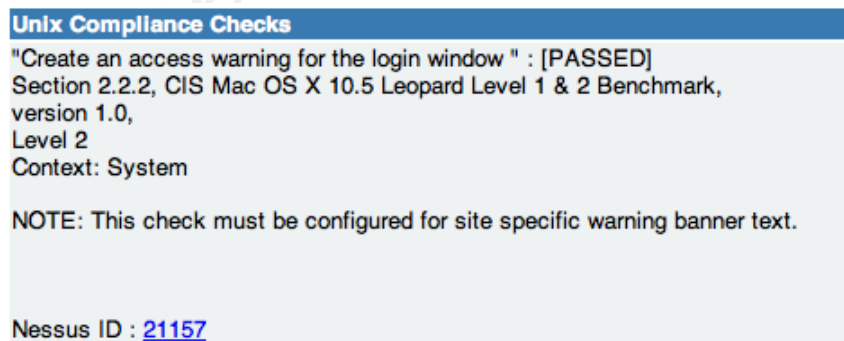 Unix Compliance Checks
"Create an access warning for the login window " : [PASSED]
Section 2.2.2, CIS Mac OS X 10.5 Leopard Level 1 & 2 Benchmark,
version 1.0,
Level 2
Context: System
NOTE: This check must be configured for site specific warning banner text.
Nessus ID : 21157